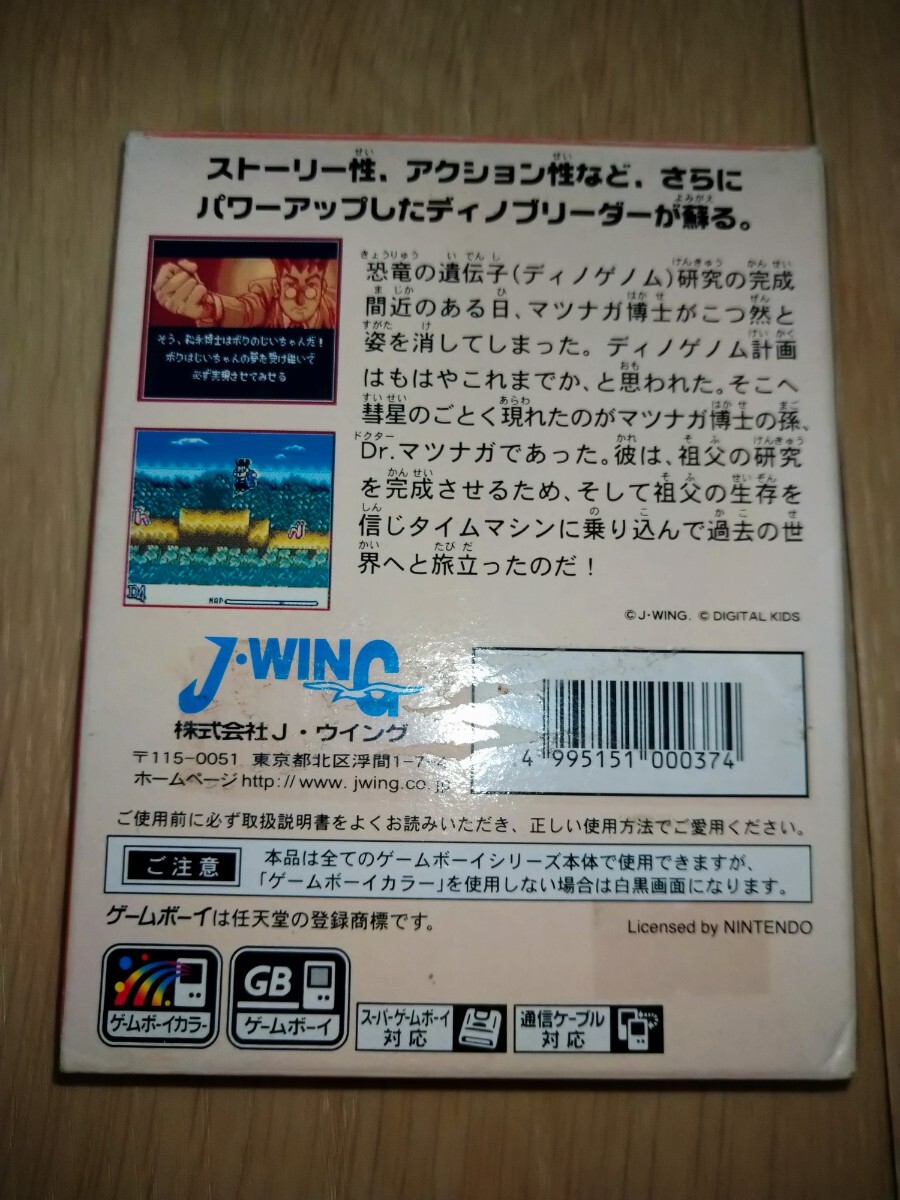 ストーリー性、アクション性など、さらに
パワーアップしたディノブリーダーが蘇る。
そう、松永博士はボクのじいちゃんだ!
ボクはじいちゃんの夢を受け継いで
必ず実現させてみせる
恐竜の遺伝子(ディノゲノム)研究の完成
間近のある日、マツナガ博士がこつ然と
姿を消してしまった。ディノゲノム計画
はもはやこれまでか、と思われた。そこへ
彗星のごとく現れたのがマツナガ博士の孫、
Dr.マツナガであった。彼は、祖父の研究
を完成させるため、そして祖父の生存を
信じタイムマシンに乗り込んで過去の世
界へと旅立ったのだ!
MAP
©J・WING. © DIGITAL KIDS
J・WING
株式会社J・ウイング
〒115-0051 東京都北区浮間1-7-4
ホームページhttp://www.jwing.co.jp
4 995151 000374
ご使用前に必ず取扱説明書をよくお読みいただき、正しい使用方法でご愛用ください。
ご注意
本品は全てのゲームボーイシリーズ本体で使用できますが、
「ゲームボーイカラー」を使用しない場合は白黒画面になります。
ゲームボーイは任天堂の登録商標です。
Licensed by NINTENDO
ゲームボーイカラー
GB
ゲームボーイ
スーパーゲームボーイ
対応
通信ケーブル
対応